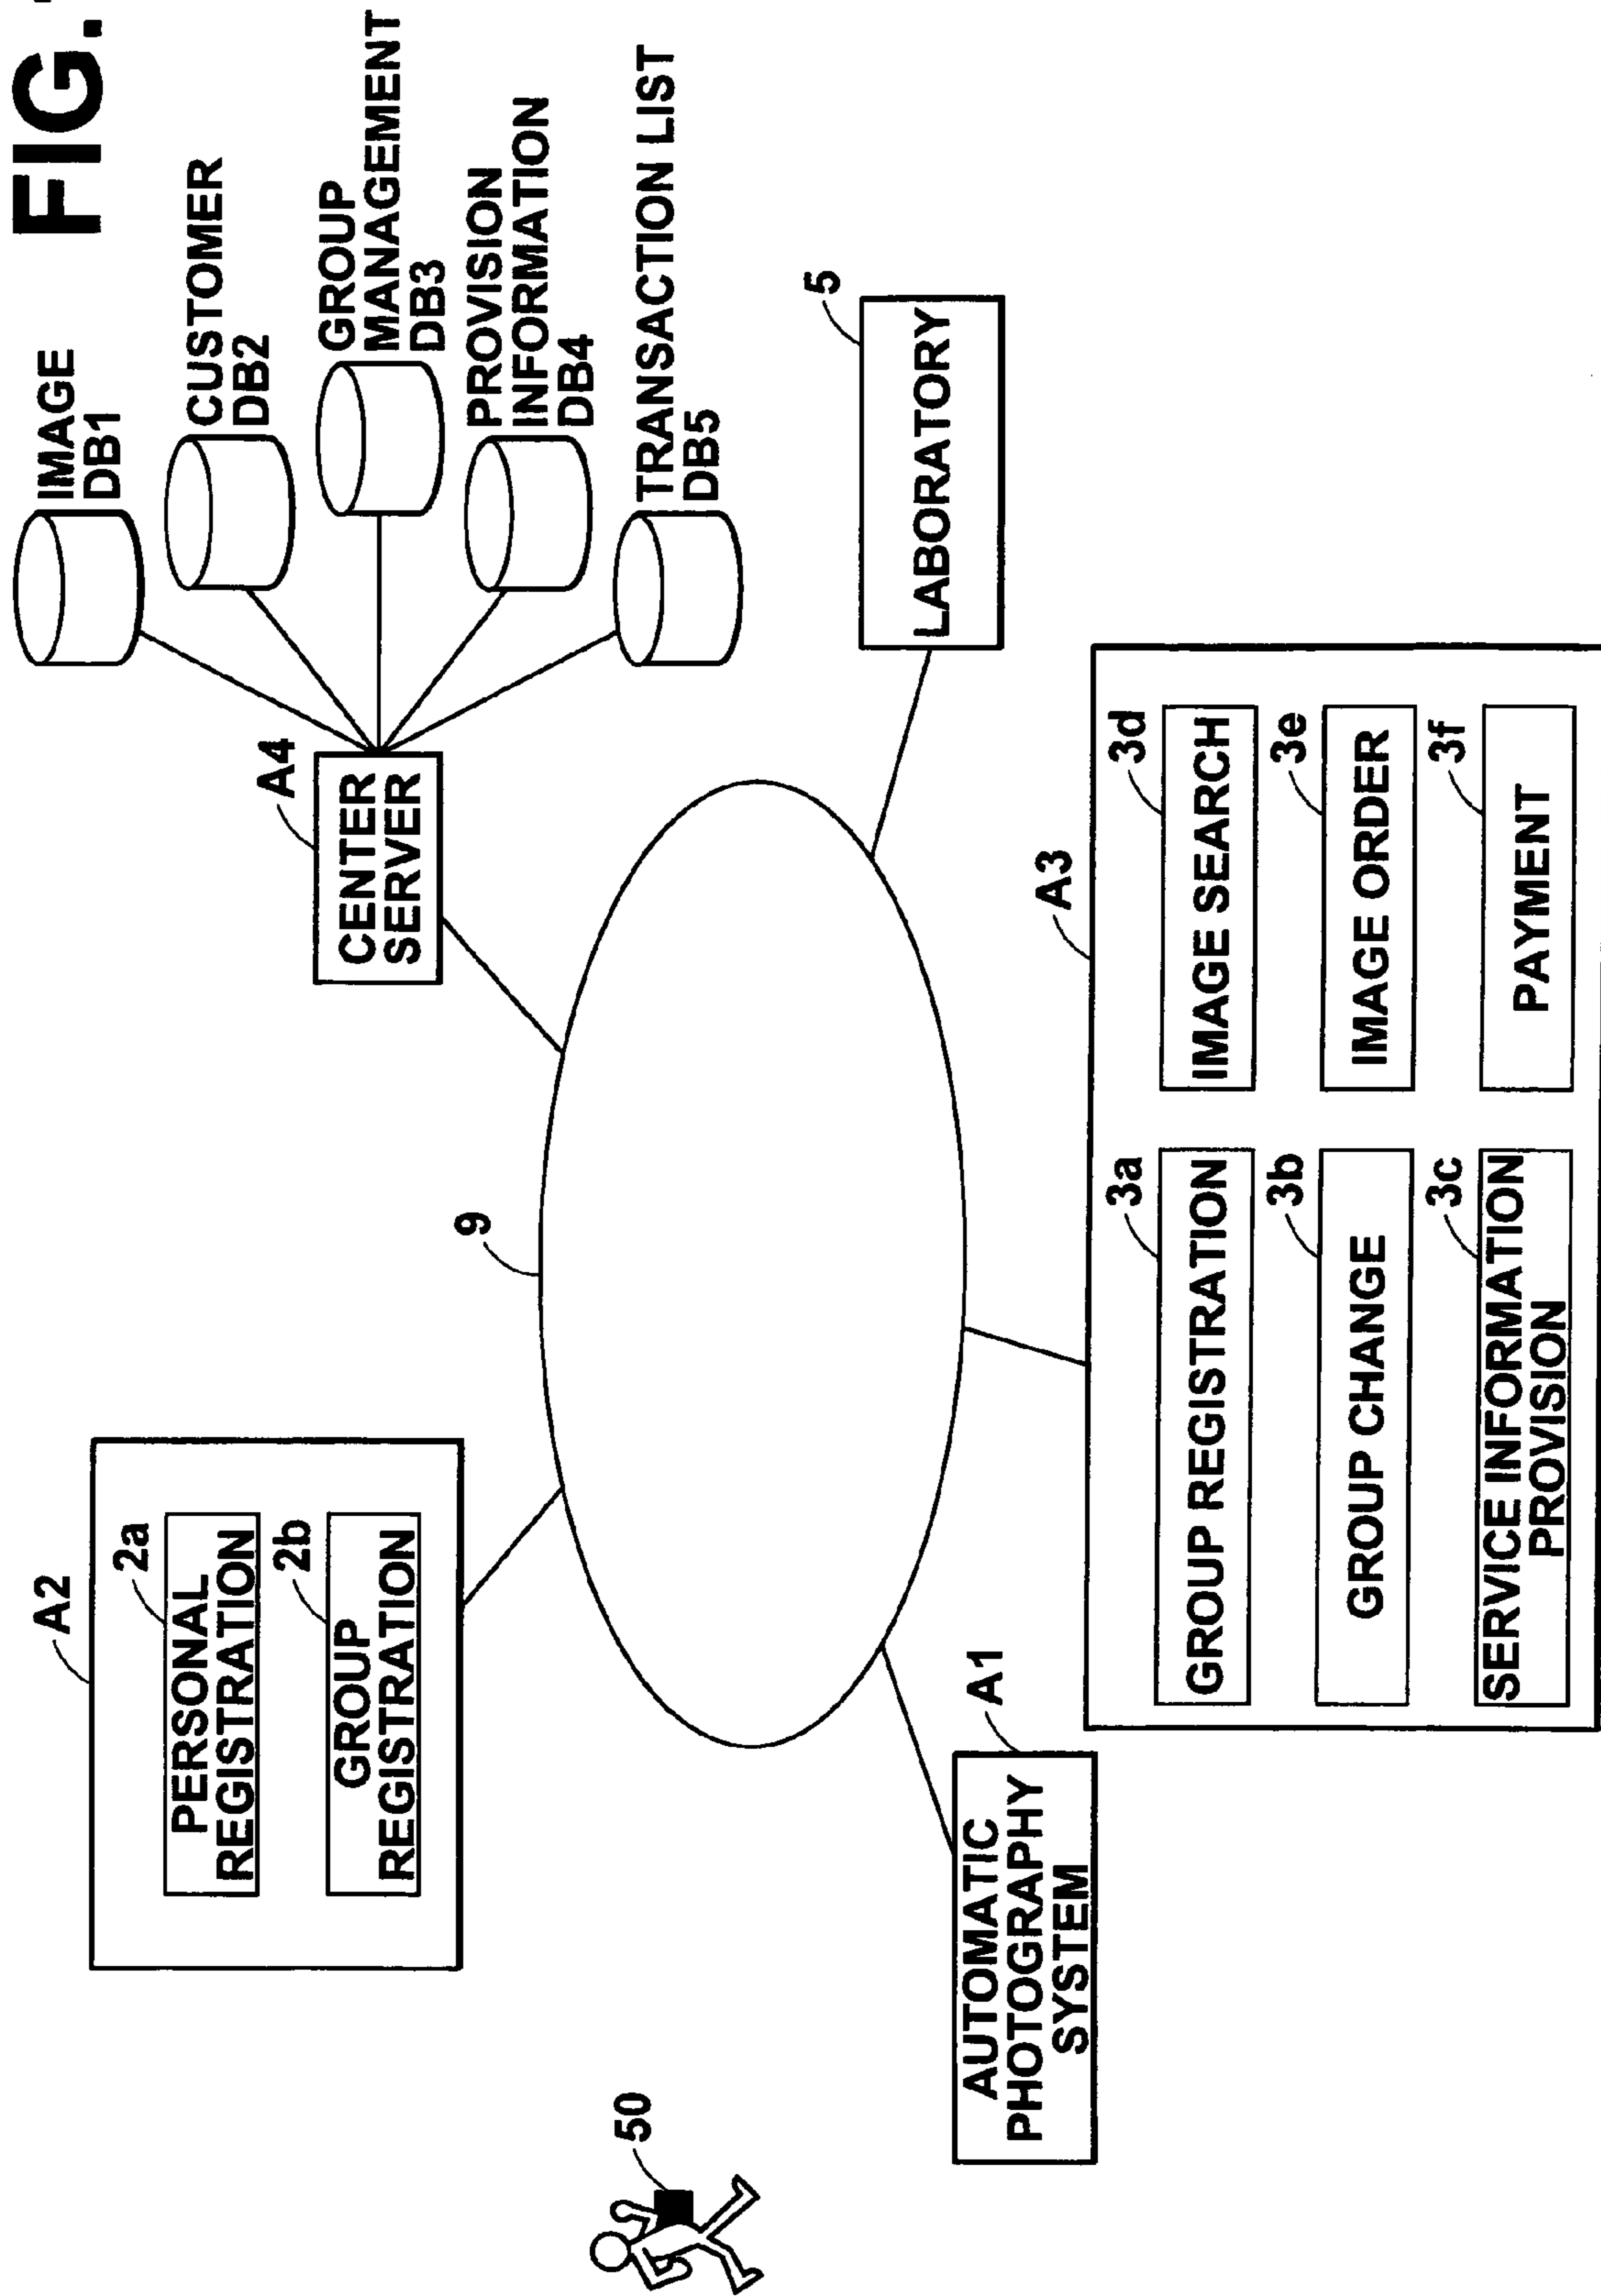 FIG.
IMAGE
DB1
CUSTOMER
DB2
GROUP
MANAGEMENT
DB3
PROVISION
INFORMATION
DB4
TRANSACTION LIST
DB5
A4
CENTER
SERVER
A2
2a
PERSONAL
REGISTRATION
2b
GROUP
REGISTRATION
9
5
LABORATORY
50
A1
AUTOMATIC
PHOTOGRAPHY
SYSTEM
A3
3a
GROUP REGISTRATION
3b
GROUP CHANGE
3c
SERVICE INFORMATION
PROVISION
3d
IMAGE SEARCH
3e
IMAGE ORDER
3f
PAYMENT